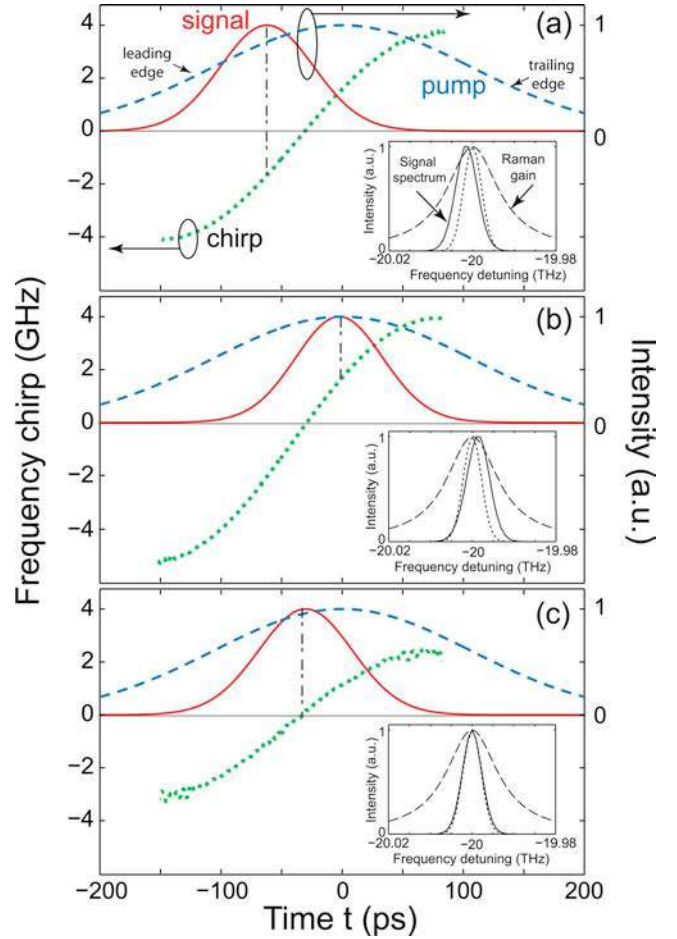 Frequency chirp (GHz)
Intensity (a.u.)
4
2
0
−2
−4
1
0
signal
(a)
leading
edge
pump
trailing
edge
chirp
Signal
spectrum
Raman
gain
Intensity (a.u.)
1
0
−20.02
−20
−19.98
Frequency detuning (THz)
4
2
0
−2
−4
1
0
(b)
Intensity (a.u.)
1
0
−20.02
−20
−19.98
Frequency detuning (THz)
4
2
0
−2
−4
1
0
(c)
Intensity (a.u.)
1
0
−20.02
−20
−19.98
Frequency detuning (THz)
−200
−100
0
100
200
Time t (ps)